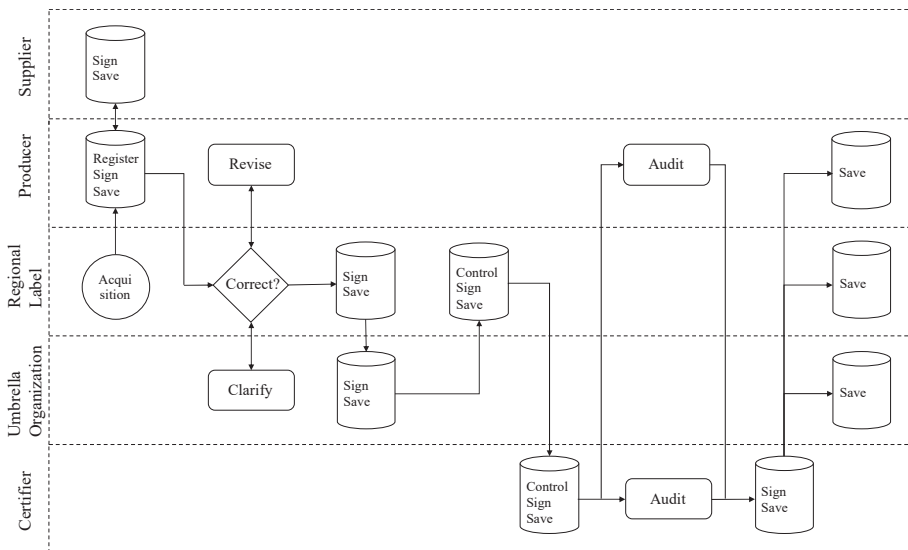 Supplier
Sign
Save
Producer
Register
Sign
Save
Revise
Audit
Save
Regional
Label
Acqui
sition
Correct?
Sign
Save
Control
Sign
Save
Save
Umbrella
Organization
Clarify
Sign
Save
Save
Certifier
Control
Sign
Save
Audit
Sign
Save